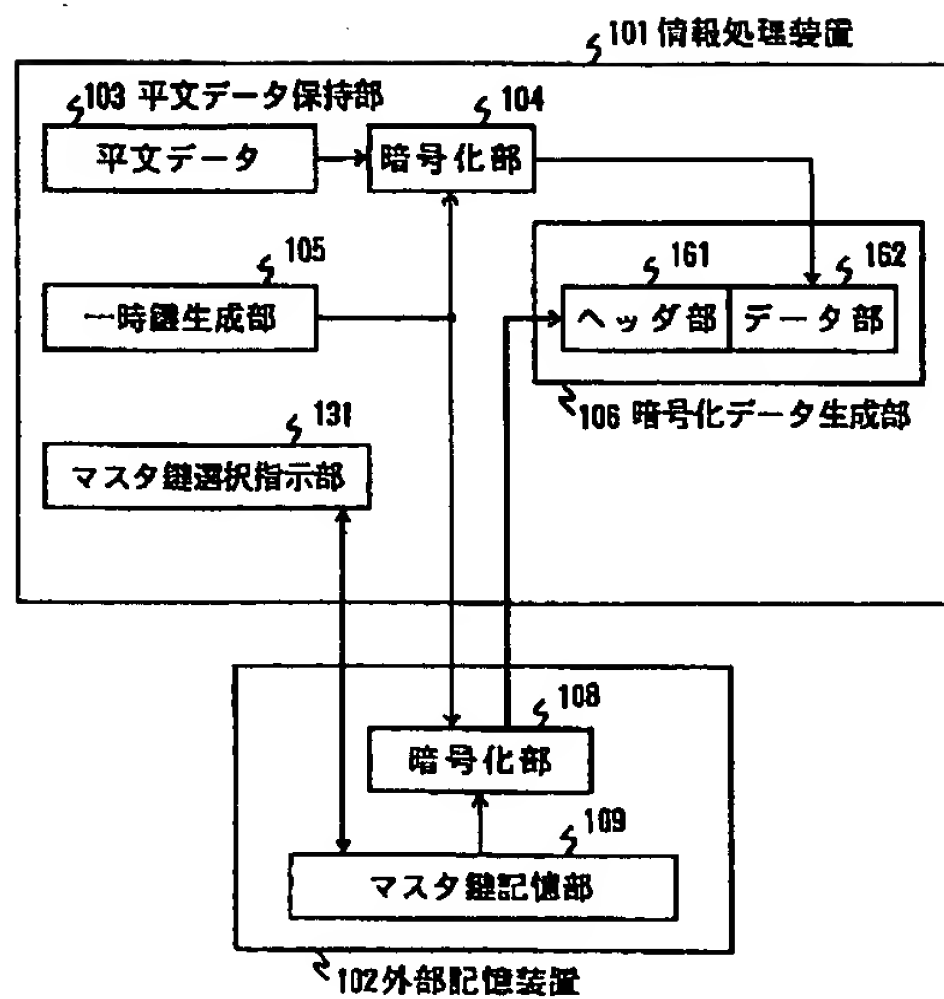 101 情報処理装置
103 平文データ保持部
104
平文データ
暗号化部
105
161
162
一時鍵生成部
ヘッダ部
データ部
131
106 暗号化データ生成部
マスタ鍵選択指示部
108
暗号化部
109
マスタ鍵記憶部
102 外部記憶装置